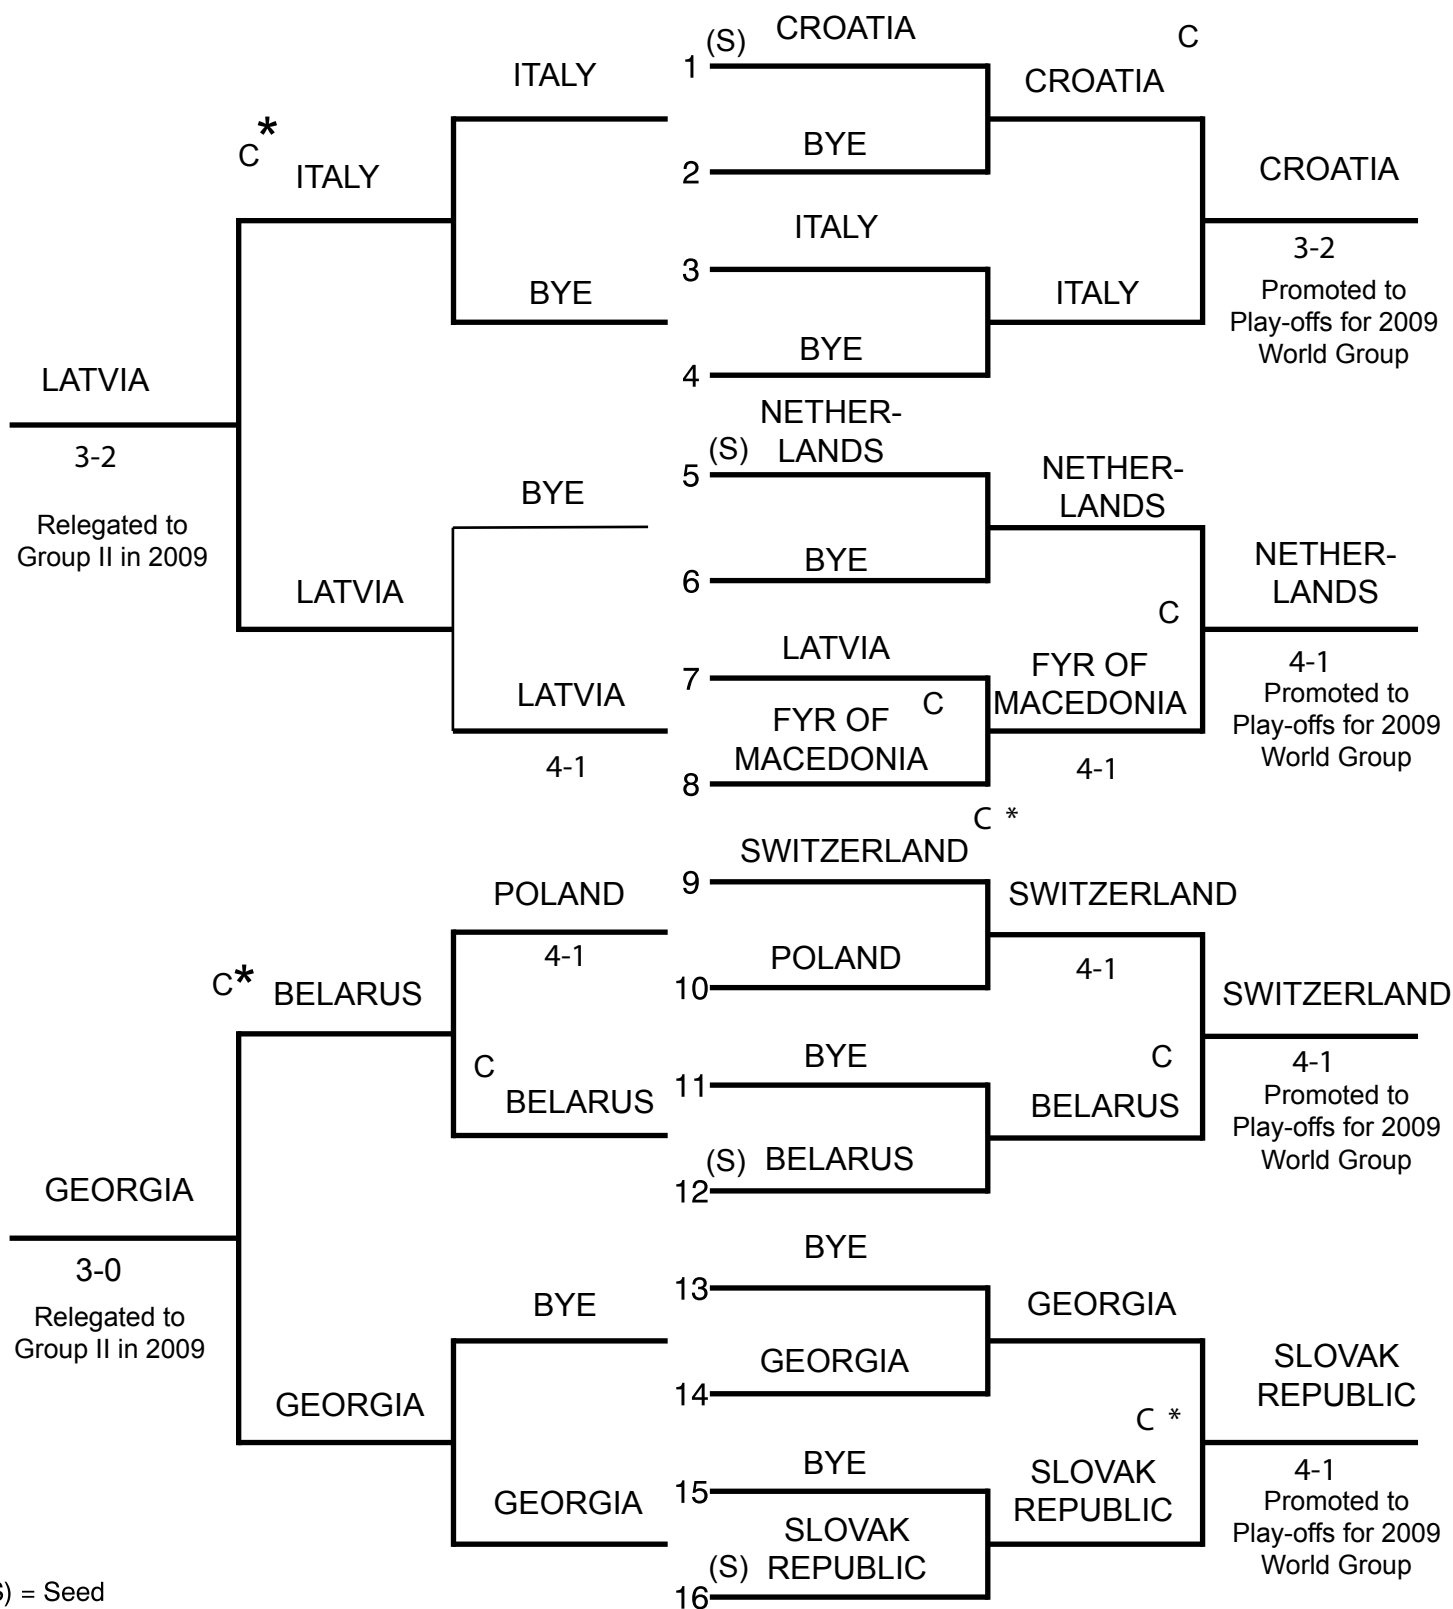 CROATIA
C
(S)
1
ITALY
CROATIA
C*
BYE
2
ITALY
CROATIA
ITALY
3-2
3
BYE
ITALY
Promoted to
Play-offs for 2009
World Group
BYE
4
LATVIA
NETHER-
LANDS
3-2
(S)
5
NETHER-
LANDS
BYE
Relegated to
Group II in 2009
NETHER-
LANDS
BYE
6
LATVIA
C
LATVIA
4-1
7
FYR OF
MACEDONIA
Promoted to
Play-offs for 2009
World Group
LATVIA
C
FYR OF
MACEDONIA
4-1
8
4-1
C *
SWITZERLAND
9
POLAND
SWITZERLAND
4-1
POLAND
4-1
C*
BELARUS
10
SWITZERLAND
BYE
C
4-1
C
11
BELARUS
BELARUS
Promoted to
Play-offs for 2009
World Group
(S)
BELARUS
GEORGIA
12
BYE
3-0
13
BYE
GEORGIA
Relegated to
Group II in 2009
GEORGIA
SLOVAK
REPUBLIC
14
GEORGIA
C *
BYE
4-1
15
SLOVAK
REPUBLIC
GEORGIA
Promoted to
Play-offs for 2009
World Group
SLOVAK
REPUBLIC
(S)
16
S) = Seed